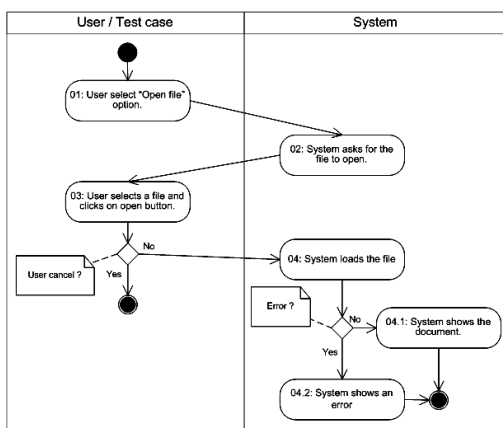 User / Test case
System
01: User select "Open file"
option.
02: System asks for the
file to open.
03: User selects a file and
clicks on open button.
No
User cancel ?
Yes
04: System loads the file
Error ?
No
04.1: System shows the
document.
Yes
04.2: System shows an
error